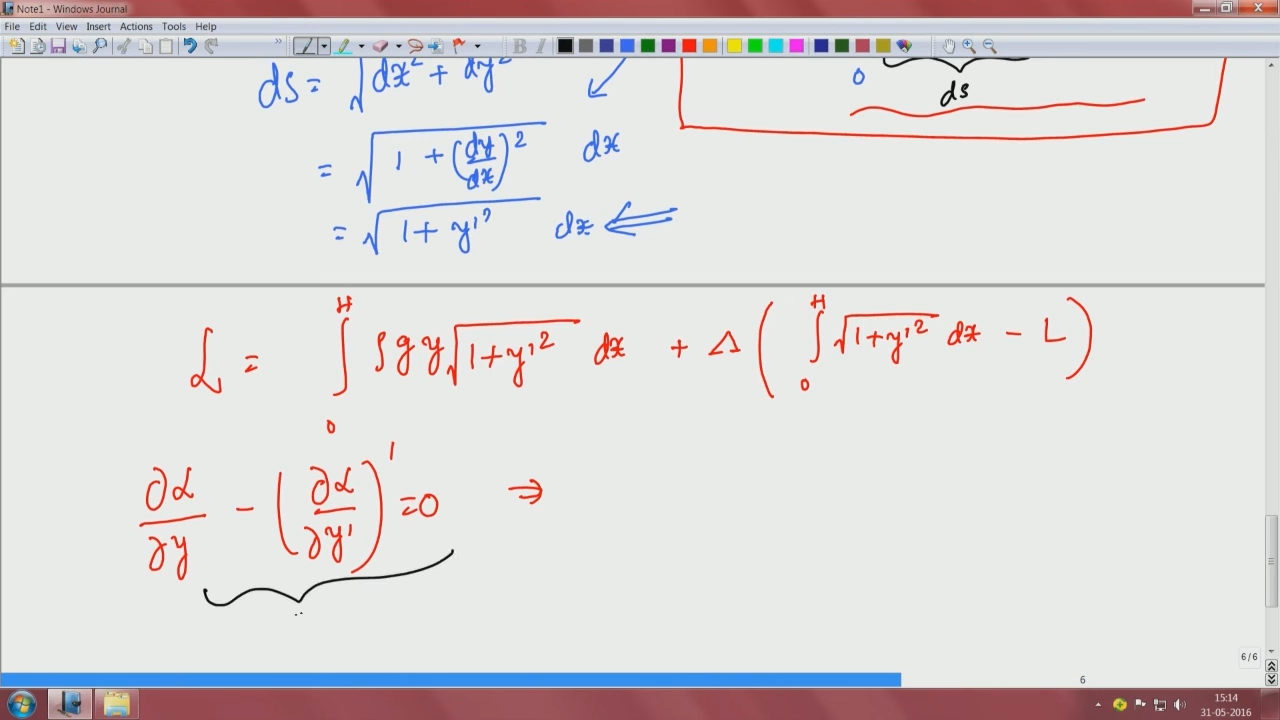 Note1 - Windows Journal
File Edit View Insert Actions Tools Help
B I
ds = √(dx² + dy²
0
ds
= √(1 + (dy/dx)²) dx
= √(1 + y'²) dx ⇐
ℒ = ∫₀ᴴ ρgy√(1+y'²) dx + Λ(∫₀ᴴ √(1+y'²) dx - L)
∂ℒ/∂y - (∂ℒ/∂y')' = 0 ⇒
6/6
6
15:14
31-05-2016